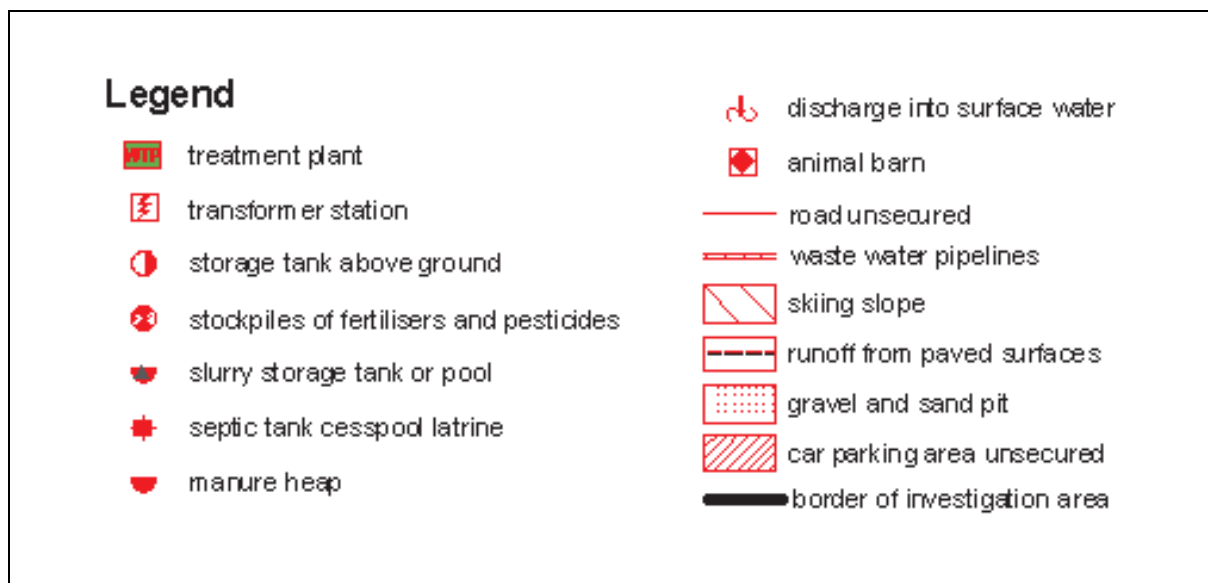 Legend
WTP treatment plant
transformer station
storage tank above ground
stockpiles of fertilisers and pesticides
slurry storage tank or pool
septic tank cesspool latrine
manure heap
discharge into surface water
animal barn
road unsecured
waste water pipelines
skiing slope
runoff from paved surfaces
gravel and sand pit
car parking area unsecured
border of investigation area